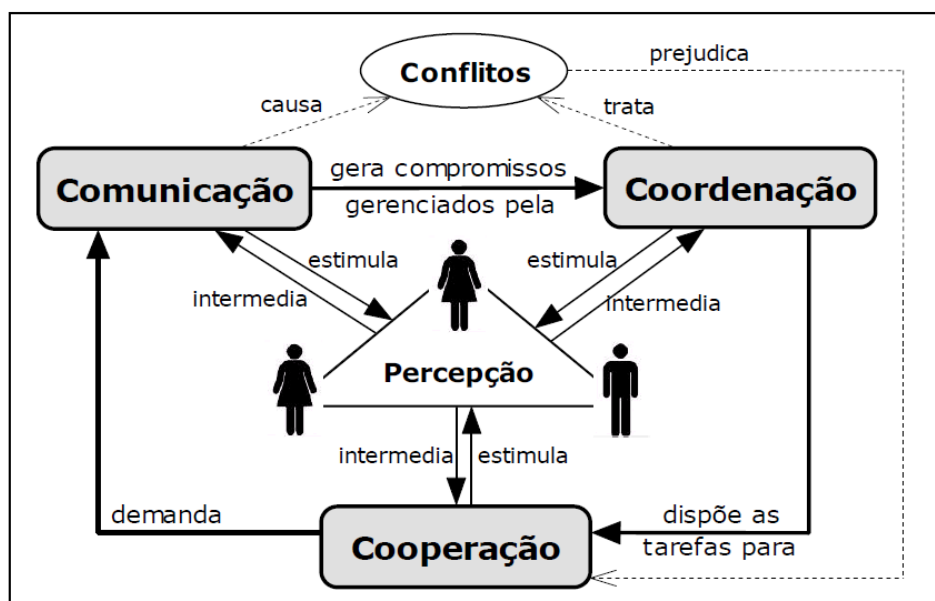 prejudica
Conflitos
causa
trata
gera compromissos
Comunicação
Coordenação
gerenciados pela
estimula
estimula
intermedia
intermedia
Percepção
intermedia
estimula
demanda
dispõe as
Cooperação
tarefas para